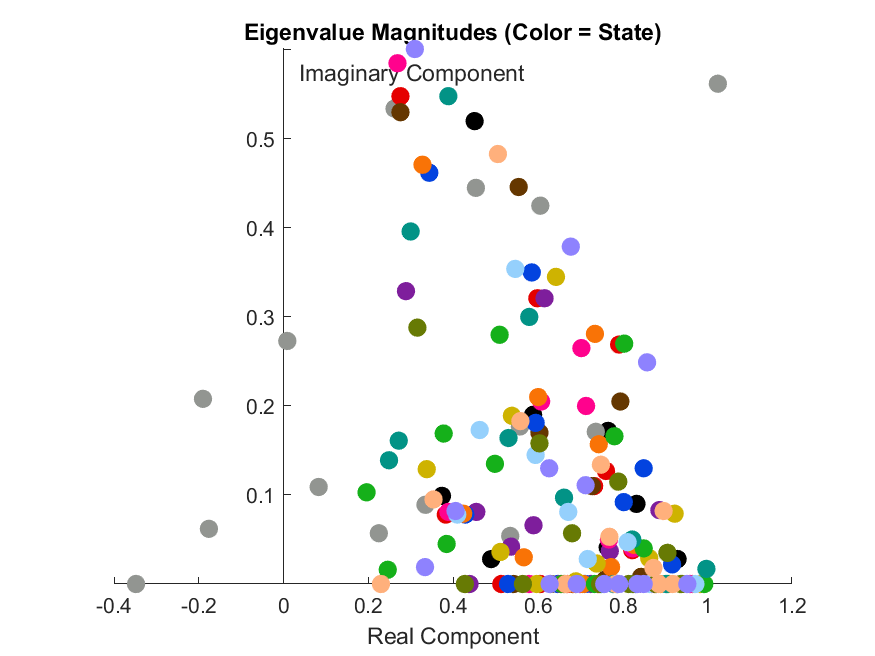 Eigenvalue Magnitudes (Color = State)
Imaginary Component
0.5
0.4
0.3
0.2
0.1
-0.4 -0.2 0 0.2 0.4 0.6 0.8 1 1.2
Real Component